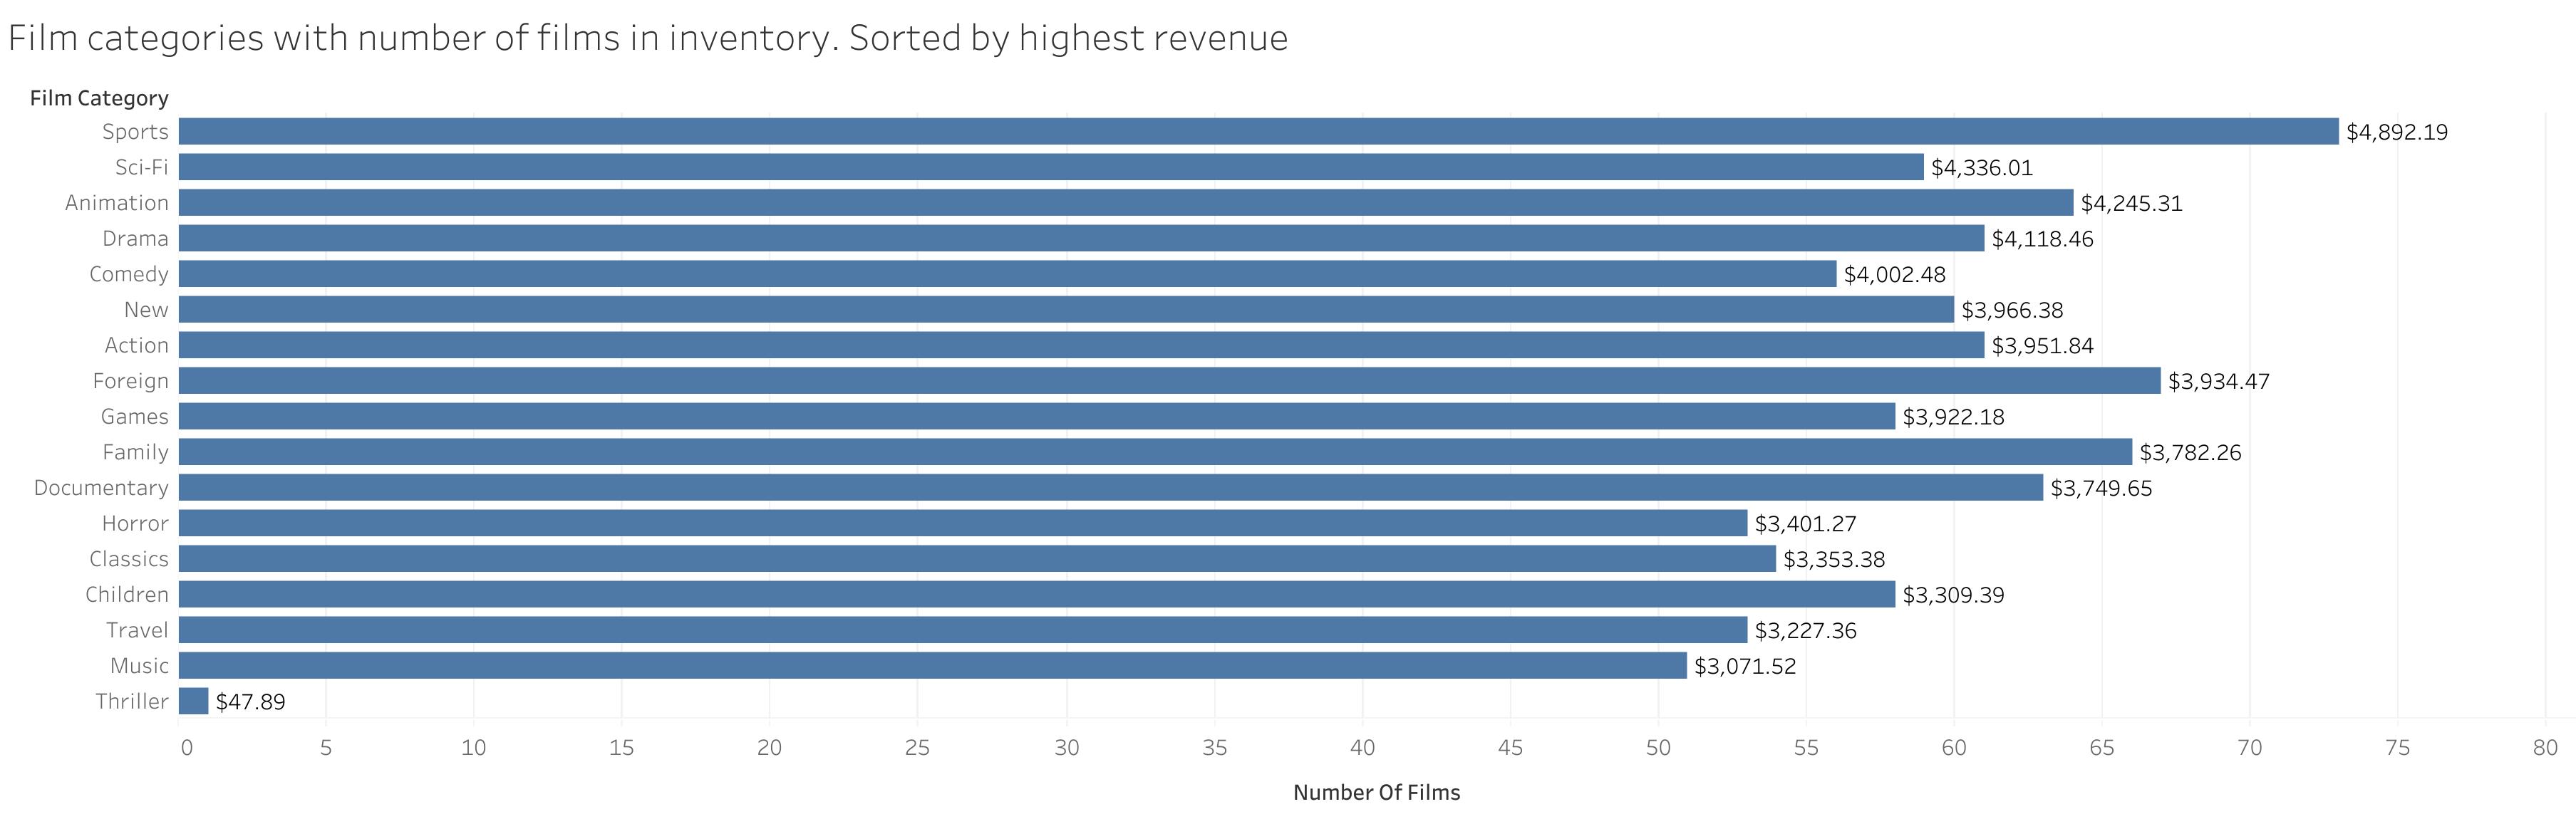 Film categories with number of films in inventory. Sorted by highest revenue
Film Category
Sports $4,892.19
Sci-Fi $4,336.01
Animation $4,245.31
Drama $4,118.46
Comedy $4,002.48
New $3,966.38
Action $3,951.84
Foreign $3,934.47
Games $3,922.18
Family $3,782.26
Documentary $3,749.65
Horror $3,401.27
Classics $3,353.38
Children $3,309.39
Travel $3,227.36
Music $3,071.52
Thriller $47.89
0 5 10 15 20 25 30 35 40 45 50 55 60 65 70 75 80
Number Of Films